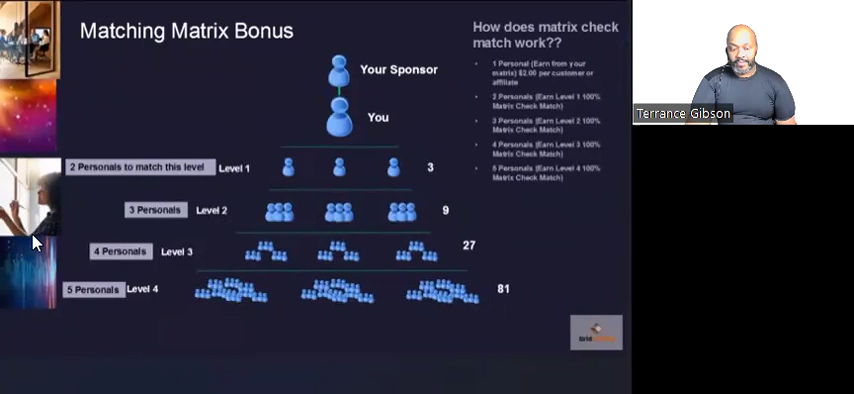 Matching Matrix Bonus
How does matrix check
match work??
Your Sponsor
1 Personal (Earn from your
matrix) $2.00 per customer or
affiliate
2 Personals (Earn Level 1 100%
Matrix Check Match)
You
3 Personals (Earn Level 2 100%
Matrix Check Match)
4 Personals (Earn Level 3 100%
Matrix Check Match)
5 Personals (Earn Level 4 100%
Matrix Check Match)
Terrance Gibson
2 Personals to match this level Level 1 3
3 Personals Level 2 9
4 Personals Level 3 27
5 Personals Level 4 81